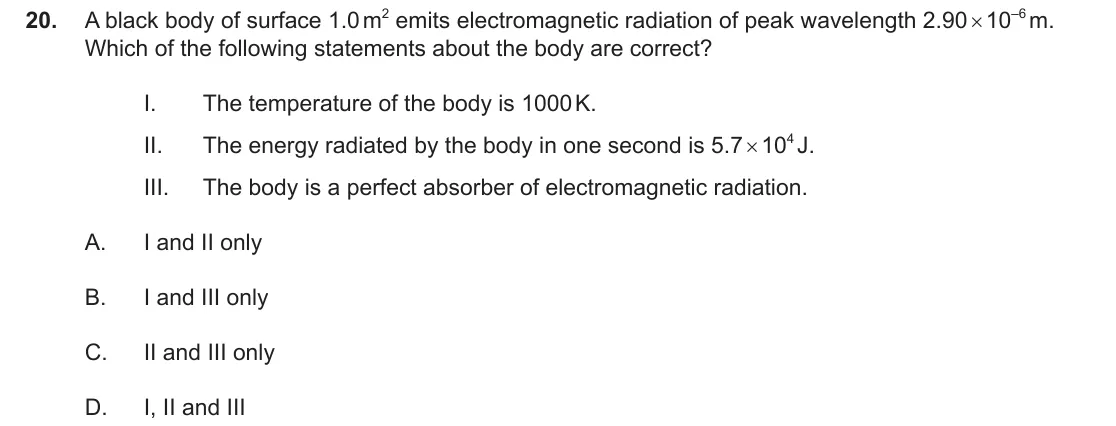 20. A black body of surface 1.0 m² emits electromagnetic radiation of peak wavelength 2.90 × 10⁻⁶ m.
Which of the following statements about the body are correct?
I. The temperature of the body is 1000 K.
II. The energy radiated by the body in one second is 5.7 × 10⁴ J.
III. The body is a perfect absorber of electromagnetic radiation.
A. I and II only
B. I and III only
C. II and III only
D. I, II and III